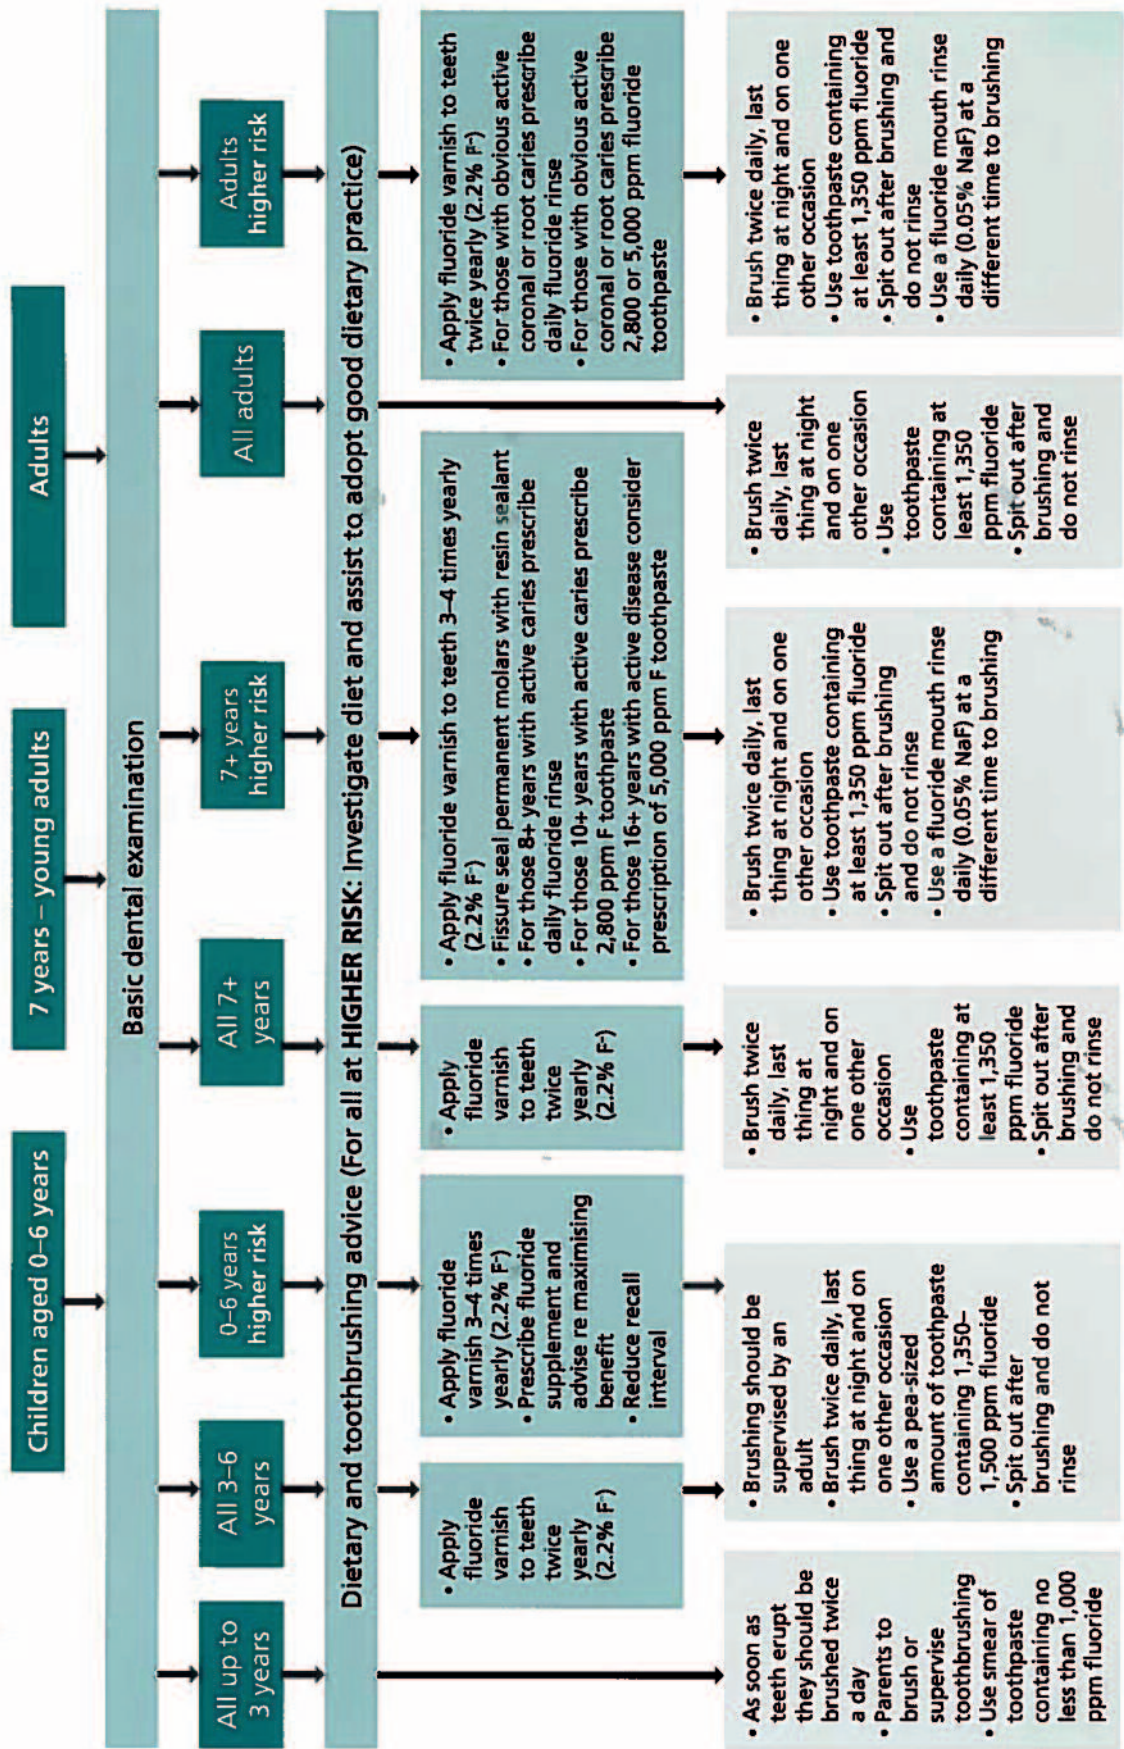 Children aged 0–6 years
7 years – young adults
Adults
Basic dental examination
All up to
3 years
All 3–6
years
0–6 years
higher risk
All 7+
years
7+ years
higher risk
All adults
Adults
higher risk
Dietary and toothbrushing advice (For all at HIGHER RISK: Investigate diet and assist to adopt good dietary practice)
• Apply
fluoride
varnish
to teeth
twice
yearly
(2.2% F-)
• Apply fluoride
varnish 3–4 times
yearly (2.2% F-)
• Prescribe fluoride
supplement and
advise re maximising
benefit
• Reduce recall
interval
• Apply
fluoride
varnish
to teeth
twice
yearly
(2.2% F-)
• Apply fluoride varnish to teeth 3–4 times yearly
(2.2% F-)
• Fissure seal permanent molars with resin sealant
• For those 8+ years with active caries prescribe
daily fluoride rinse
• For those 10+ years with active caries prescribe
2,800 ppm F toothpaste
• For those 16+ years with active disease consider
prescription of 5,000 ppm F toothpaste
• Apply fluoride varnish to teeth
twice yearly (2.2% F-)
• For those with obvious active
coronal or root caries prescribe
daily fluoride rinse
• For those with obvious active
coronal or root caries prescribe
2,800 or 5,000 ppm fluoride
toothpaste
• As soon as
teeth erupt
they should be
brushed twice
a day
• Parents to
brush or
supervise
toothbrushing
• Use smear of
toothpaste
containing no
less than 1,000
ppm fluoride
• Brushing should be
supervised by an
adult
• Brush twice daily, last
thing at night and on
one other occasion
• Use a pea-sized
amount of toothpaste
containing 1,350–
1,500 ppm fluoride
• Spit out after
brushing and do not
rinse
• Brush twice
daily, last
thing at
night and on
one other
occasion
• Use
toothpaste
containing at
least 1,350
ppm fluoride
• Spit out after
brushing and
do not rinse
• Brush twice daily, last
thing at night and on one
other occasion
• Use toothpaste containing
at least 1,350 ppm fluoride
• Spit out after brushing
and do not rinse
• Use a fluoride mouth rinse
daily (0.05% NaF) at a
different time to brushing
• Brush twice
daily, last
thing at night
and on one
other occasion
• Use
toothpaste
containing at
least 1,350
ppm fluoride
• Spit out after
brushing and
do not rinse
• Brush twice daily, last
thing at night and on one
other occasion
• Use toothpaste containing
at least 1,350 ppm fluoride
• Spit out after brushing and
do not rinse
• Use a fluoride mouth rinse
daily (0.05% NaF) at a
different time to brushing